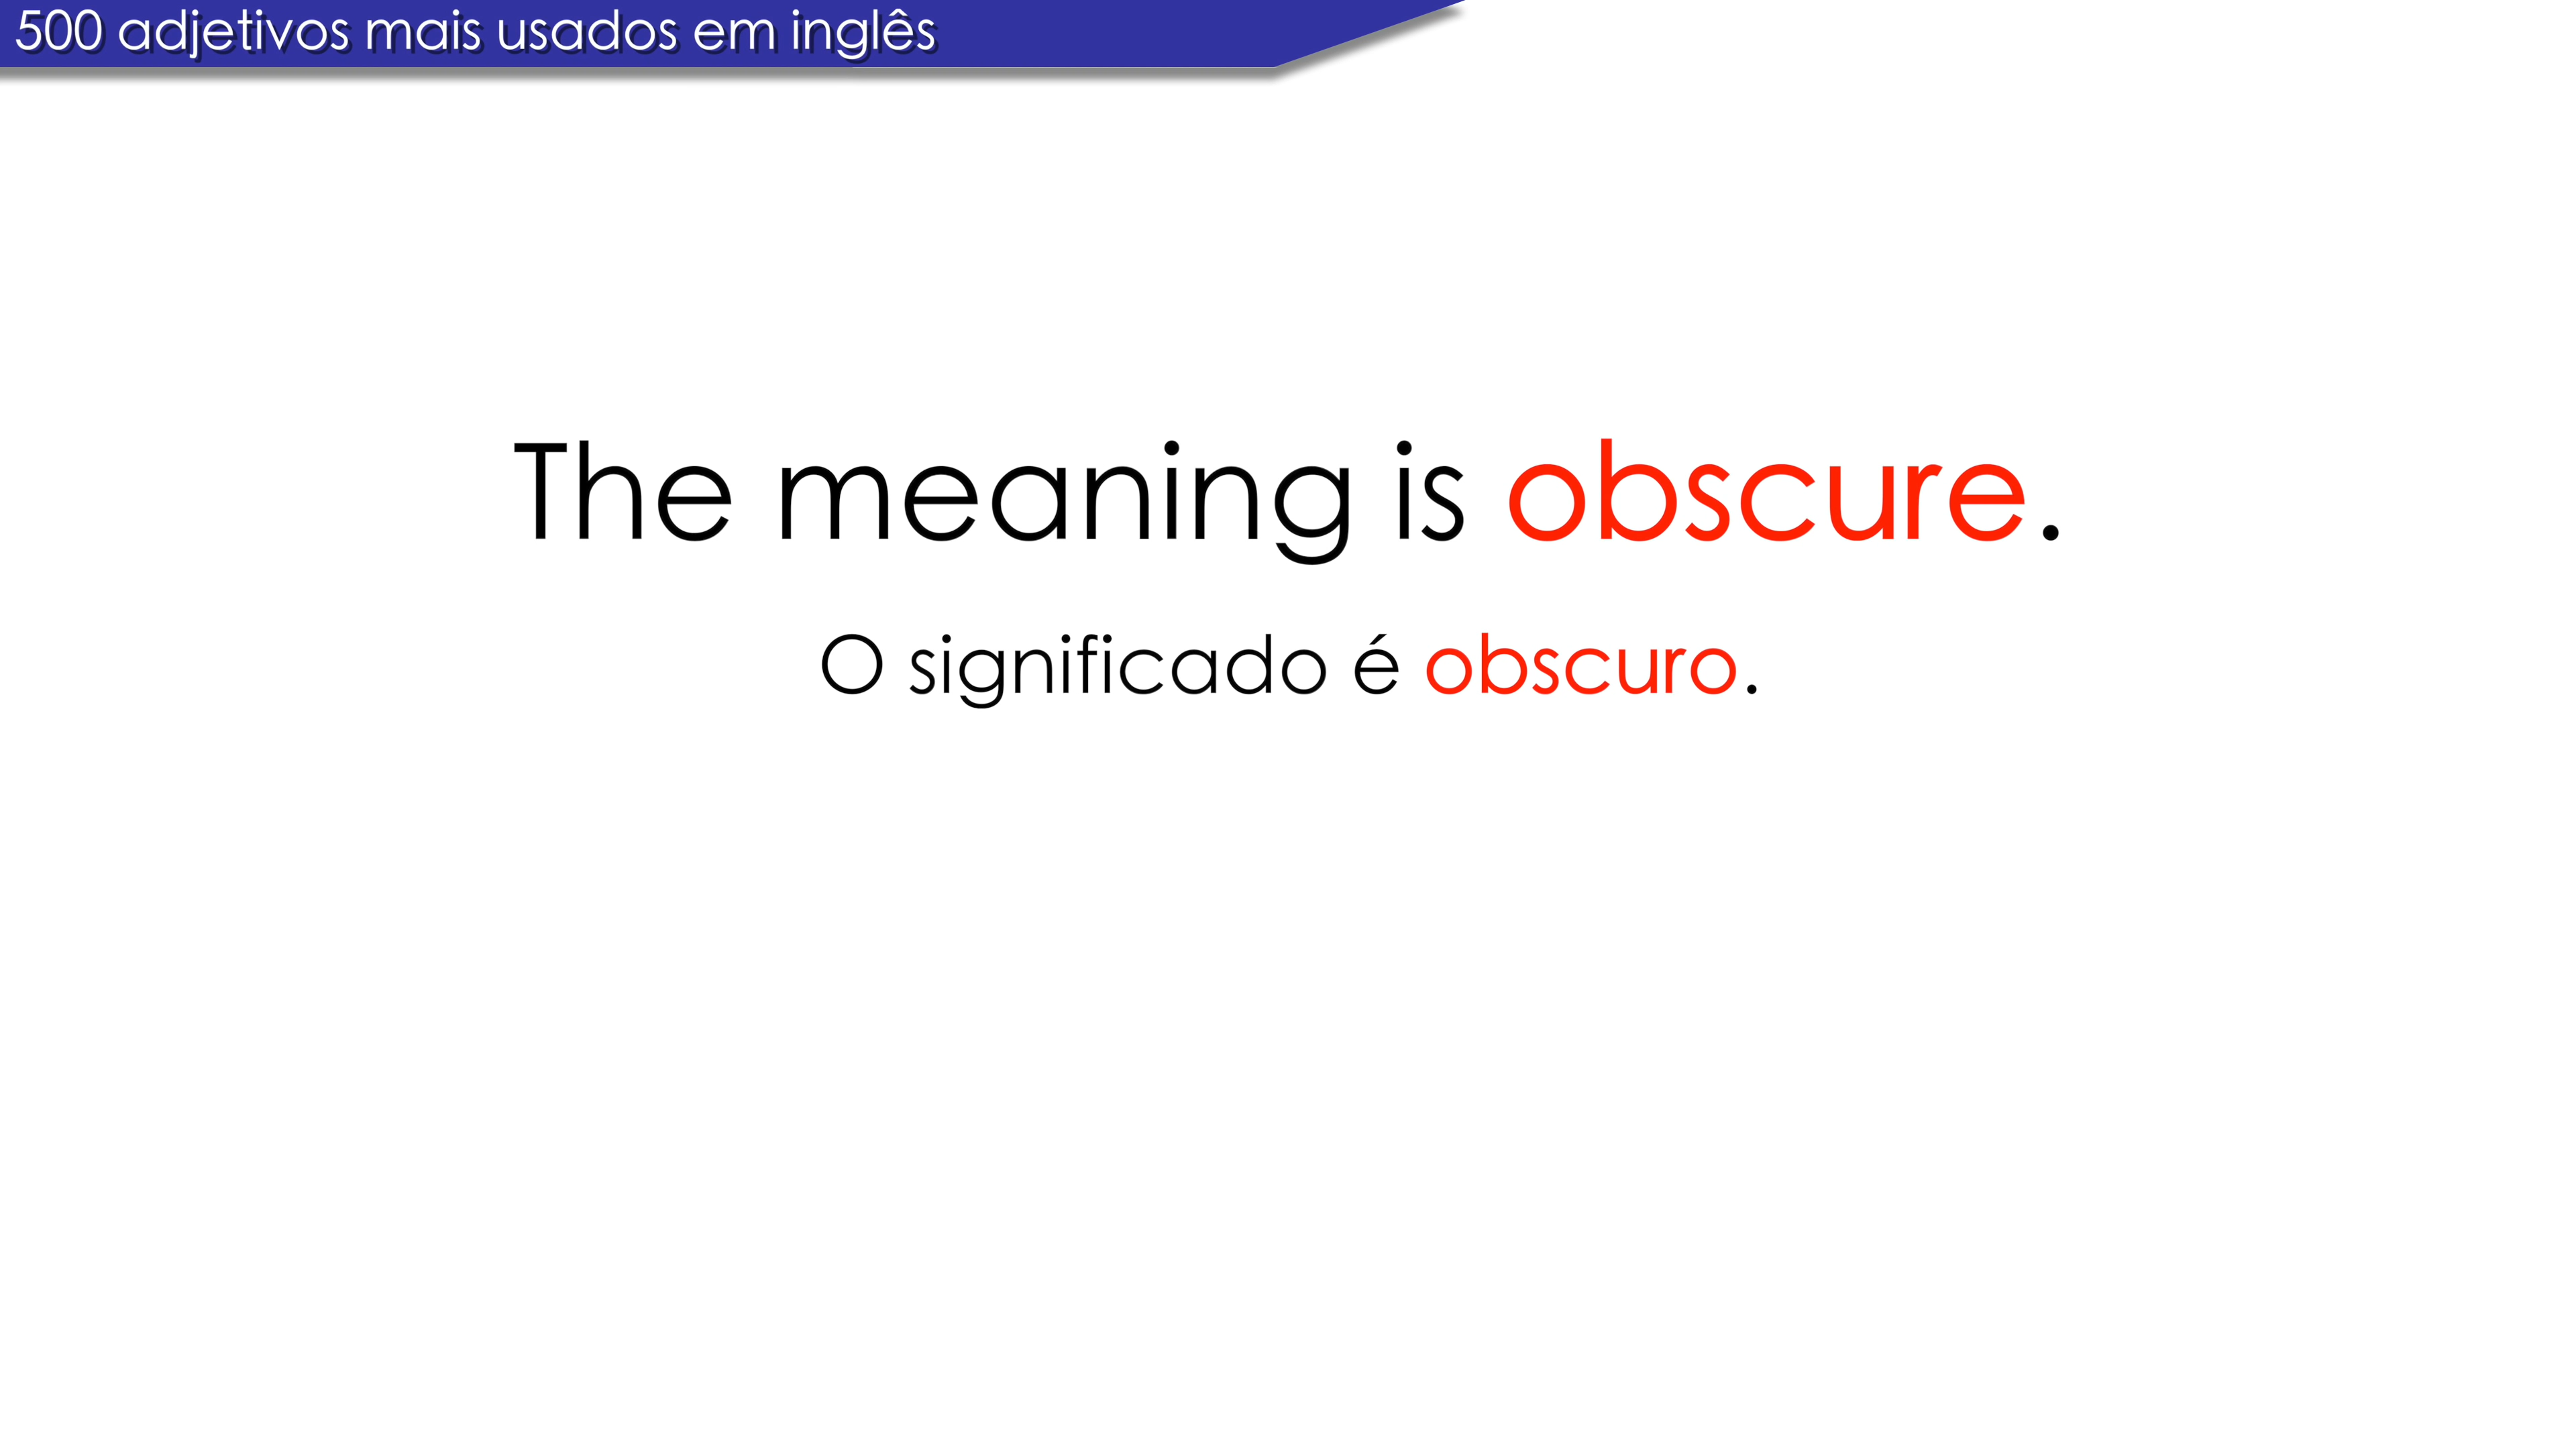 500 adjetivos mais usados em inglês
The meaning is obscure.
O significado é obscuro.